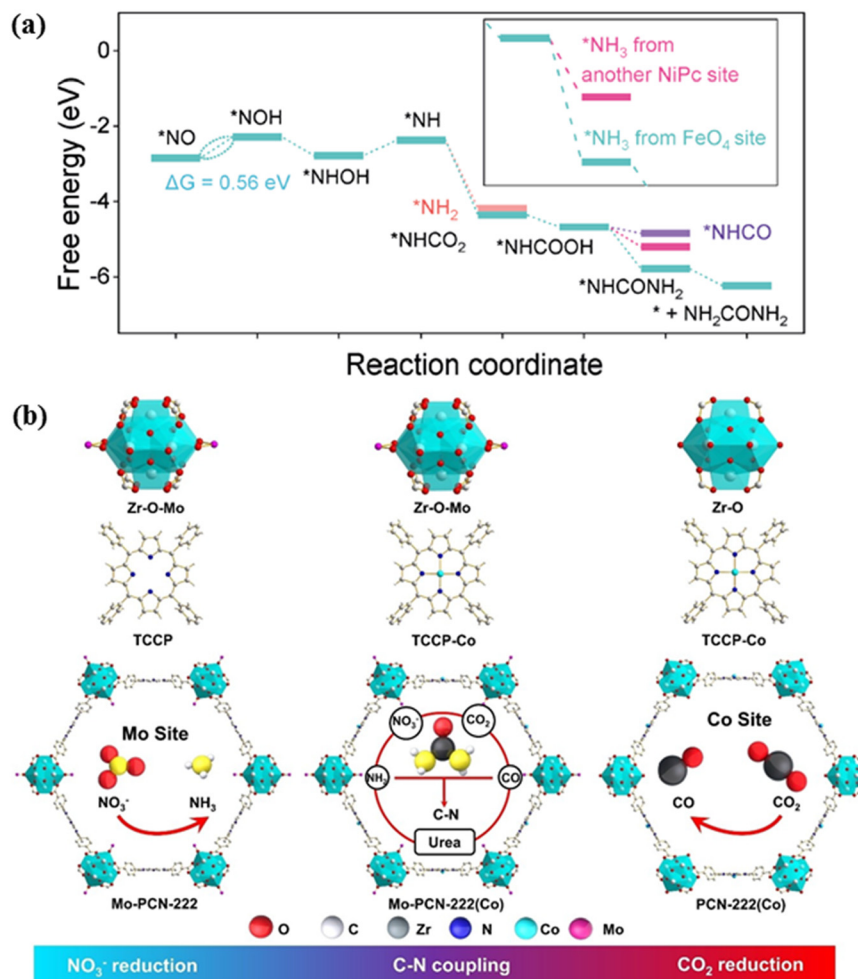 (a)
Free energy (eV)
0
-2
-4
-6
*NO
*NOH
ΔG = 0.56 eV
*NHOH
*NH
*NH₂
*NHCO₂
*NHCOOH
*NHCO
*NHCONH₂
* + NH₂CONH₂
*NH₃ from
another NiPc site
*NH₃ from FeO₄ site
Reaction coordinate
(b)
Zr-O-Mo
Zr-O-Mo
Zr-O
TCCP
TCCP-Co
TCCP-Co
Mo Site
NO₃⁻
NH₃
Mo-PCN-222
NO₃⁻
CO₂
NH₂
CO
C-N
Urea
Mo-PCN-222(Co)
Co Site
CO
CO₂
PCN-222(Co)
O
C
Zr
N
Co
Mo
NO₃⁻ reduction
C-N coupling
CO₂ reduction